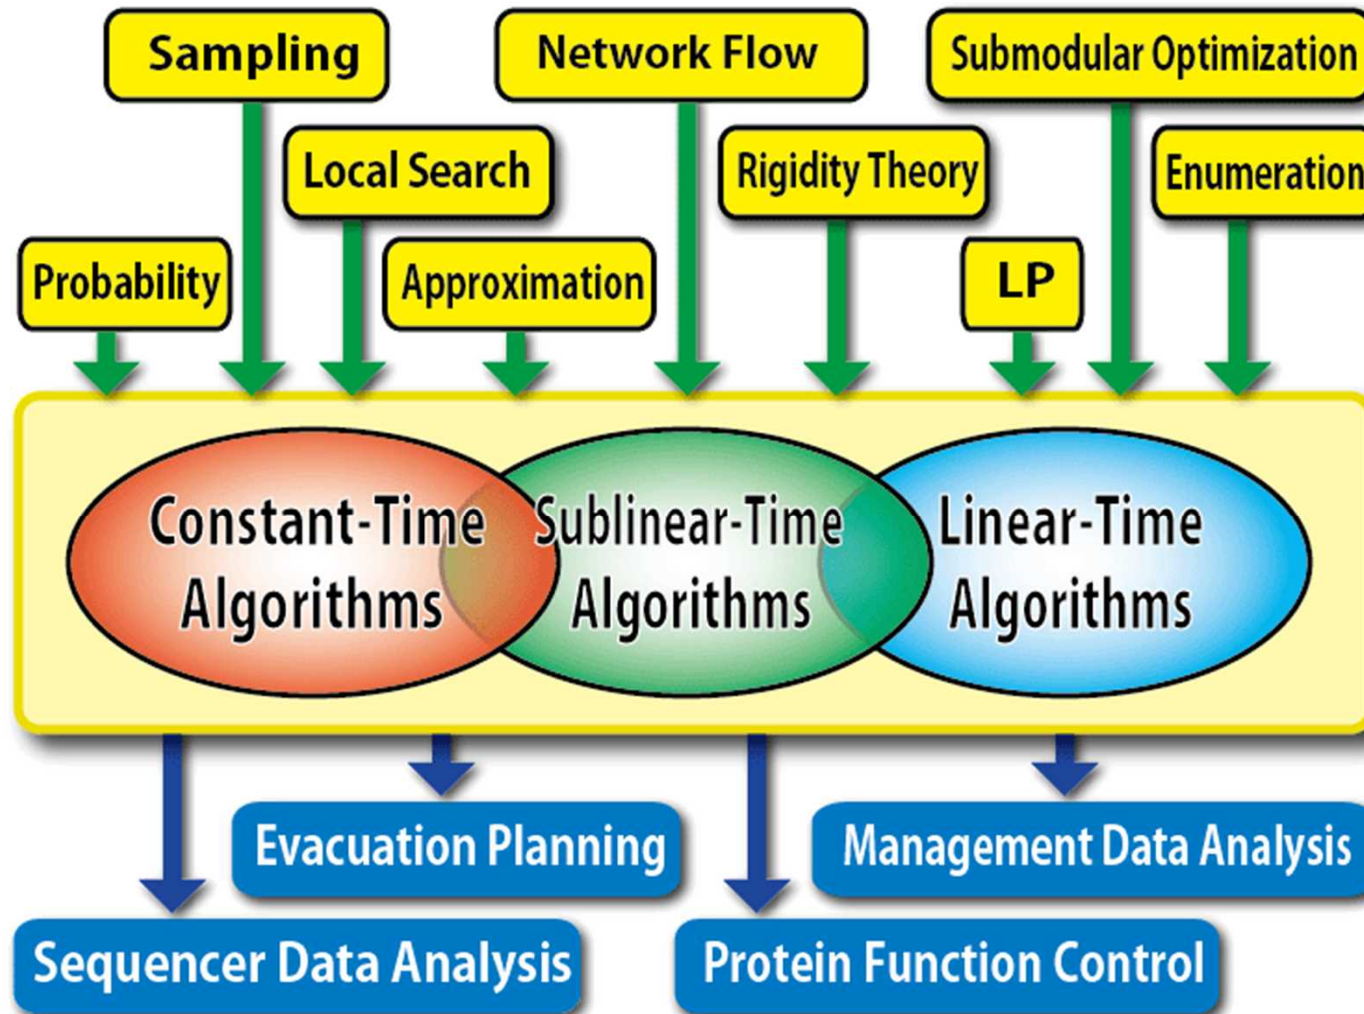 Sampling
Network Flow
Submodular Optimization
Local Search
Rigidity Theory
Enumeration
Probability
Approximation
LP
Constant-Time
Algorithms
Sublinear-Time
Algorithms
Linear-Time
Algorithms
Evacuation Planning
Management Data Analysis
Sequencer Data Analysis
Protein Function Control